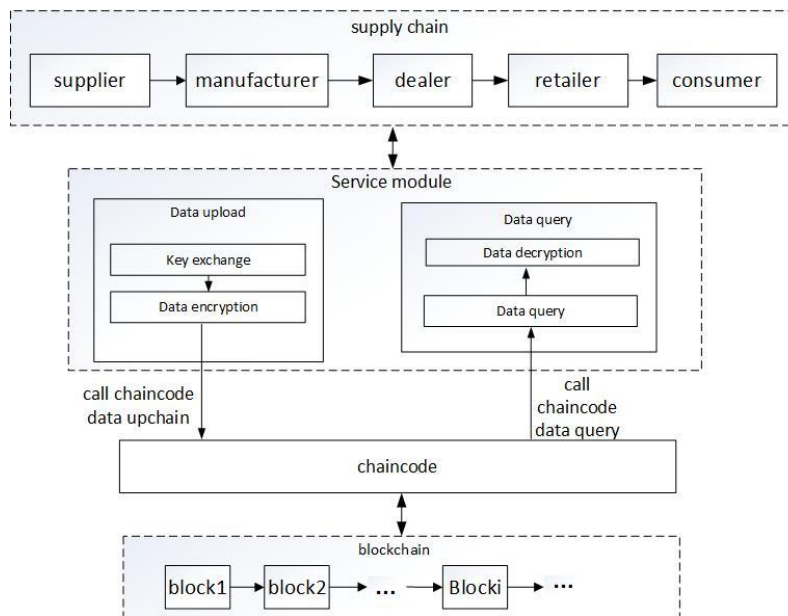 supply chain
supplier
manufacturer
dealer
retailer
consumer
Service module
Data upload
Key exchange
Data encryption
Data query
Data decryption
Data query
call chaincode
data upchain
call
chaincode
data query
chaincode
blockchain
block1
block2
...
Blocki
...